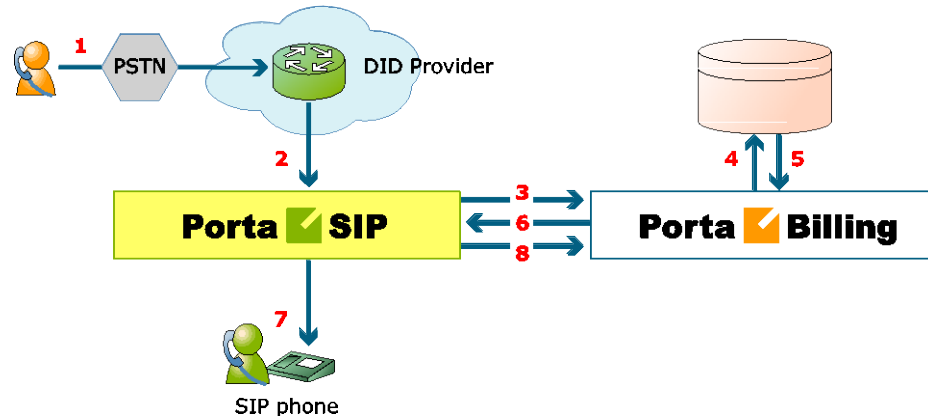 1
PSTN
DID Provider
2
4
5
3
Porta SIP
6
Porta Billing
8
7
SIP phone